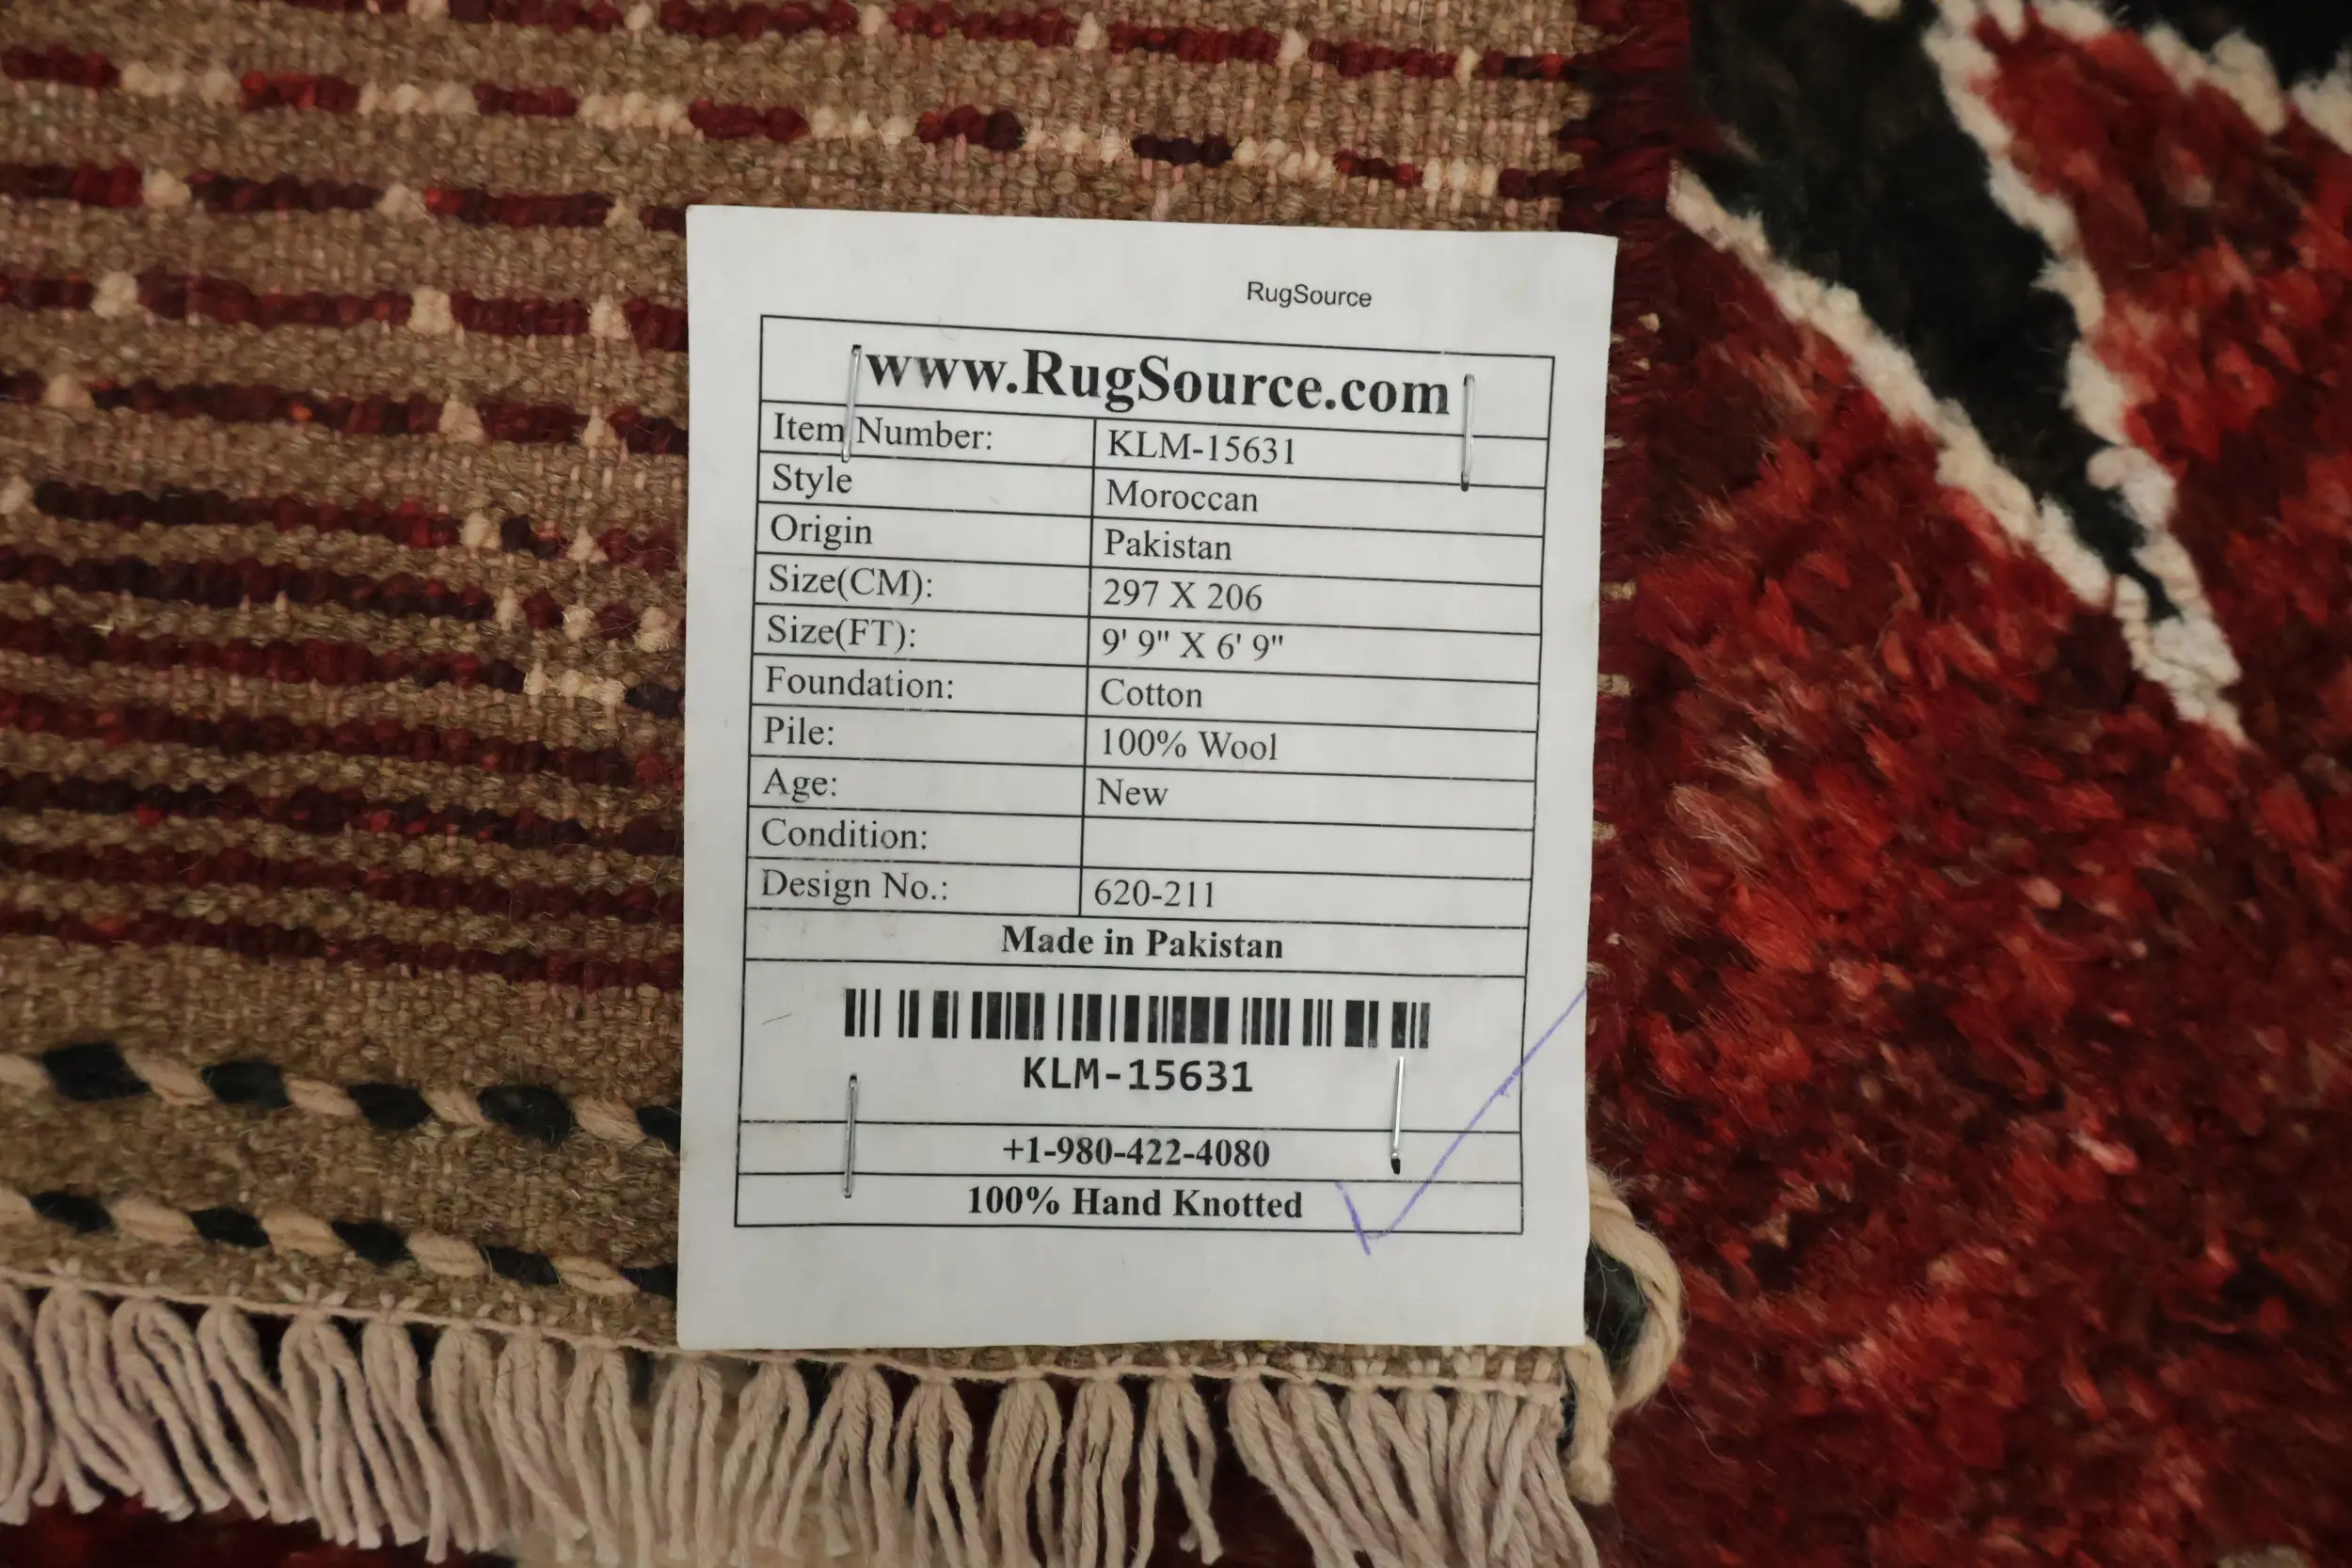 RugSource
www.RugSource.com
Item Number: KLM-15631
Style Moroccan
Origin Pakistan
Size(CM): 297 X 206
Size(FT): 9' 9" X 6' 9"
Foundation: Cotton
Pile: 100% Wool
Age: New
Condition:
Design No.: 620-211
Made in Pakistan
KLM-15631
+1-980-422-4080
100% Hand Knotted